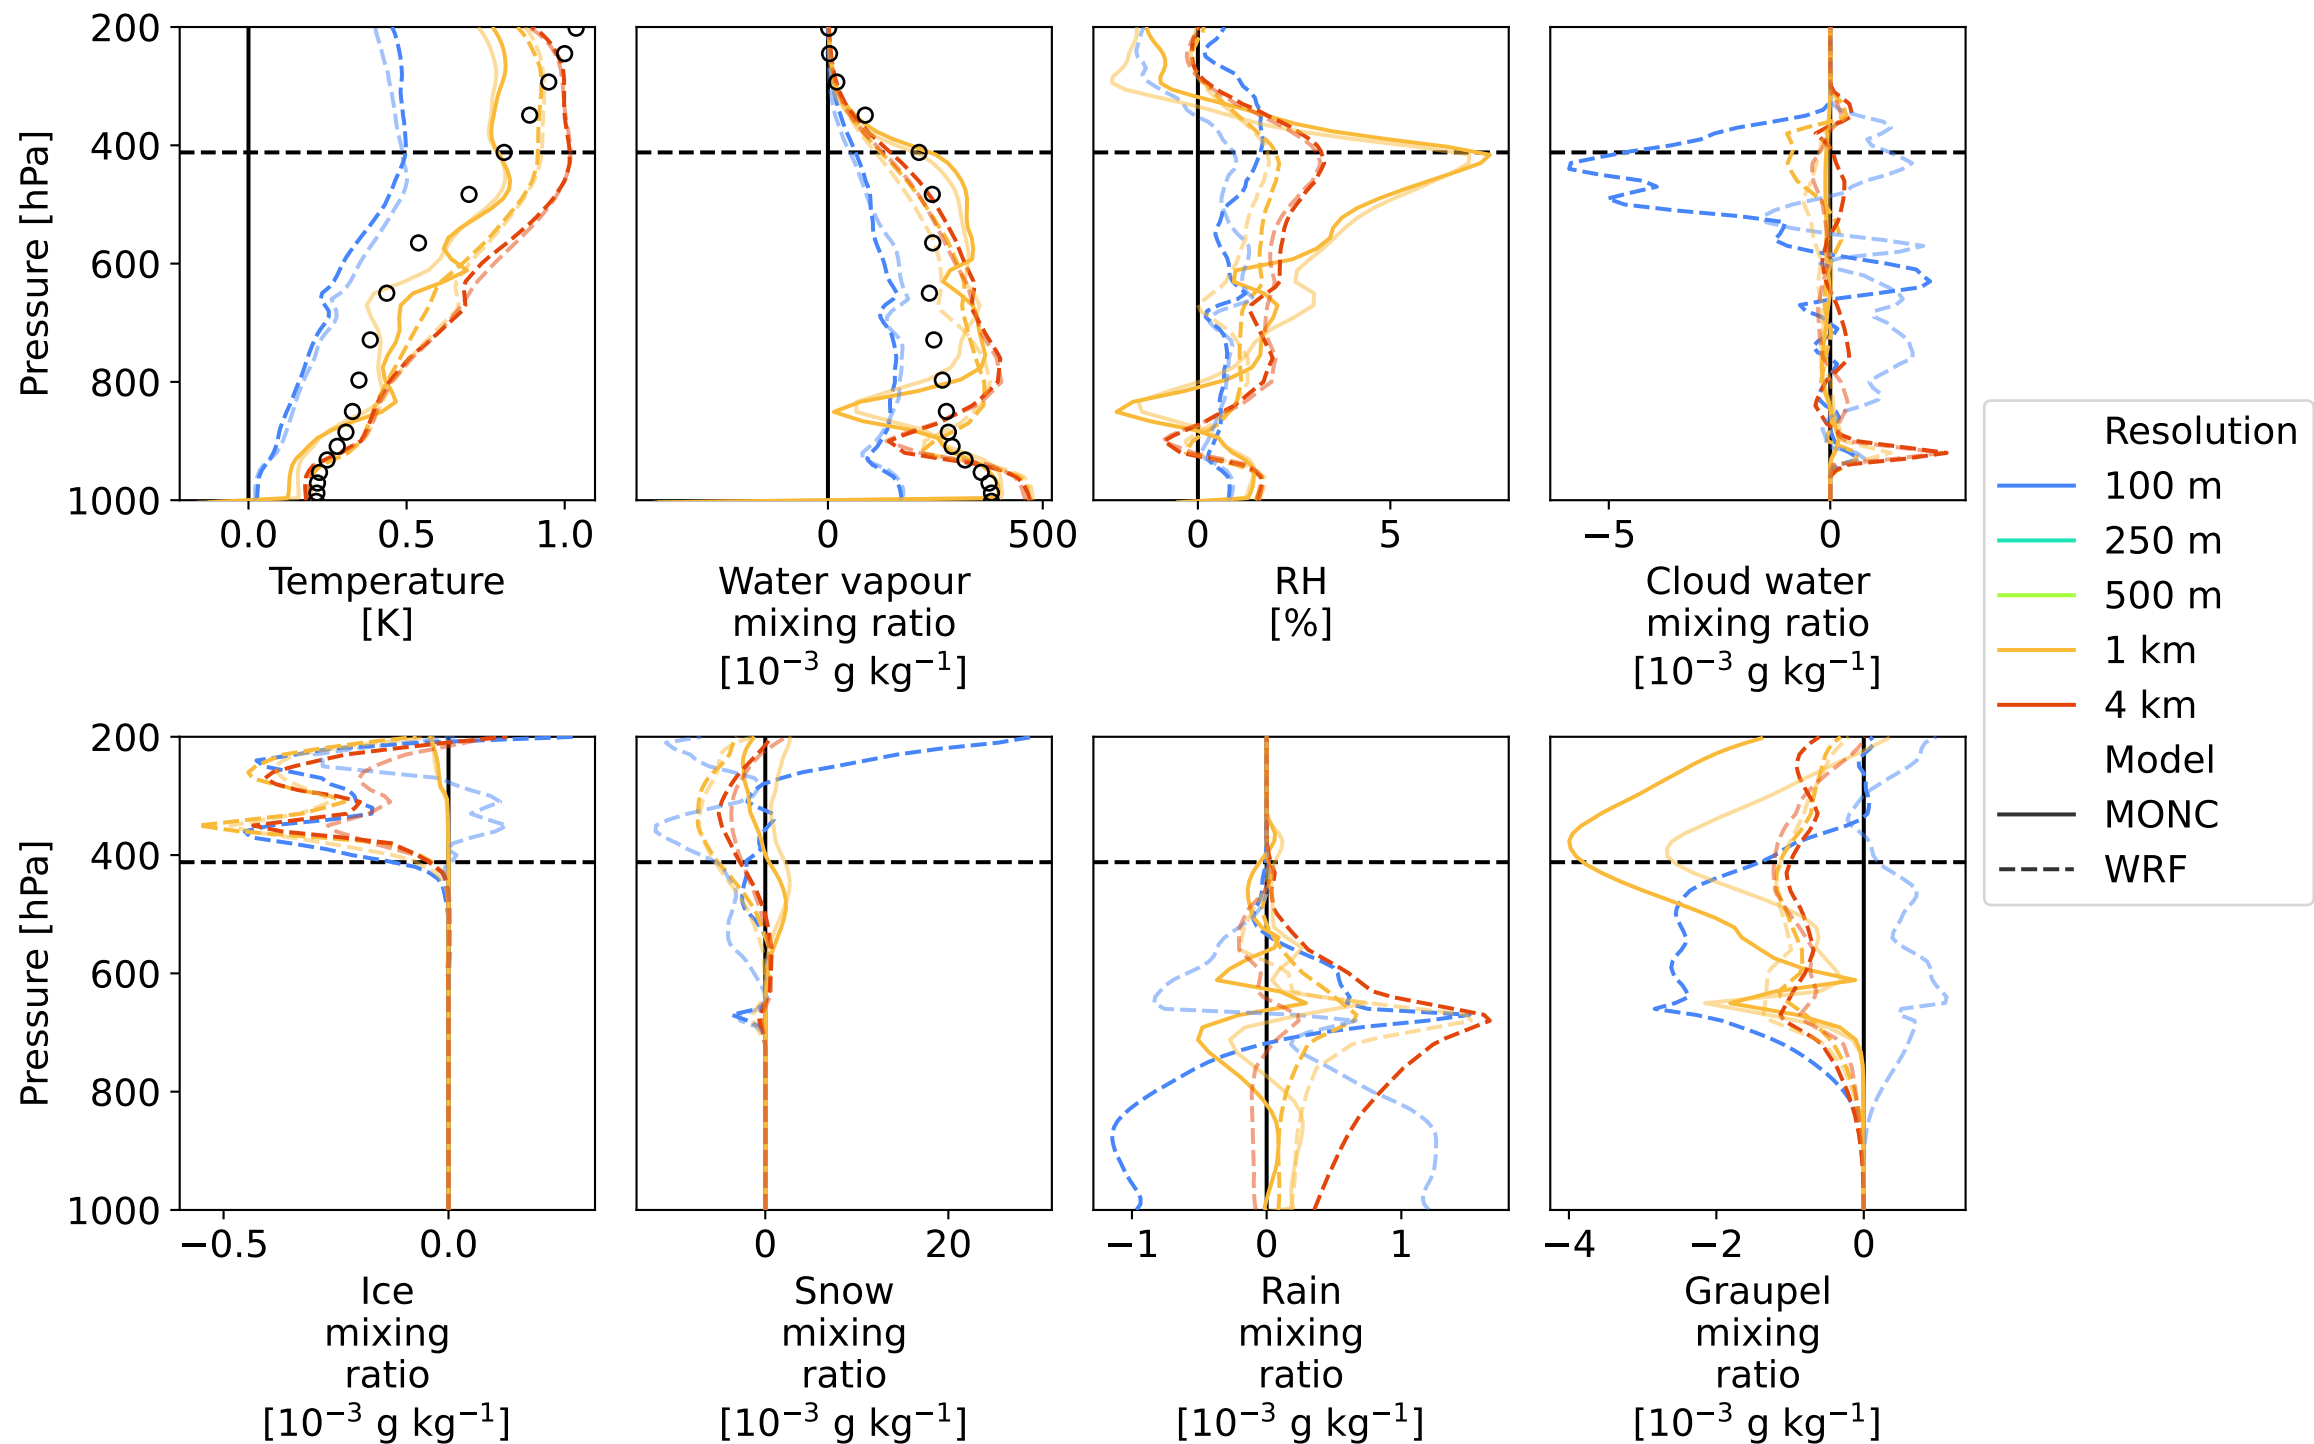 200
400
600
800
1000
Pressure [hPa]
0.0 0.5 1.0
Temperature
[K]
0 500
Water vapour
mixing ratio
[10⁻³ g kg⁻¹]
0 5
RH
[%]
−5 0
Cloud water
mixing ratio
[10⁻³ g kg⁻¹]
Resolution
100 m
250 m
500 m
1 km
4 km
Model
MONC
WRF
200
400
600
800
1000
Pressure [hPa]
−0.5 0.0
Ice
mixing
ratio
[10⁻³ g kg⁻¹]
0 20
Snow
mixing
ratio
[10⁻³ g kg⁻¹]
−1 0 1
Rain
mixing
ratio
[10⁻³ g kg⁻¹]
−4 −2 0
Graupel
mixing
ratio
[10⁻³ g kg⁻¹]